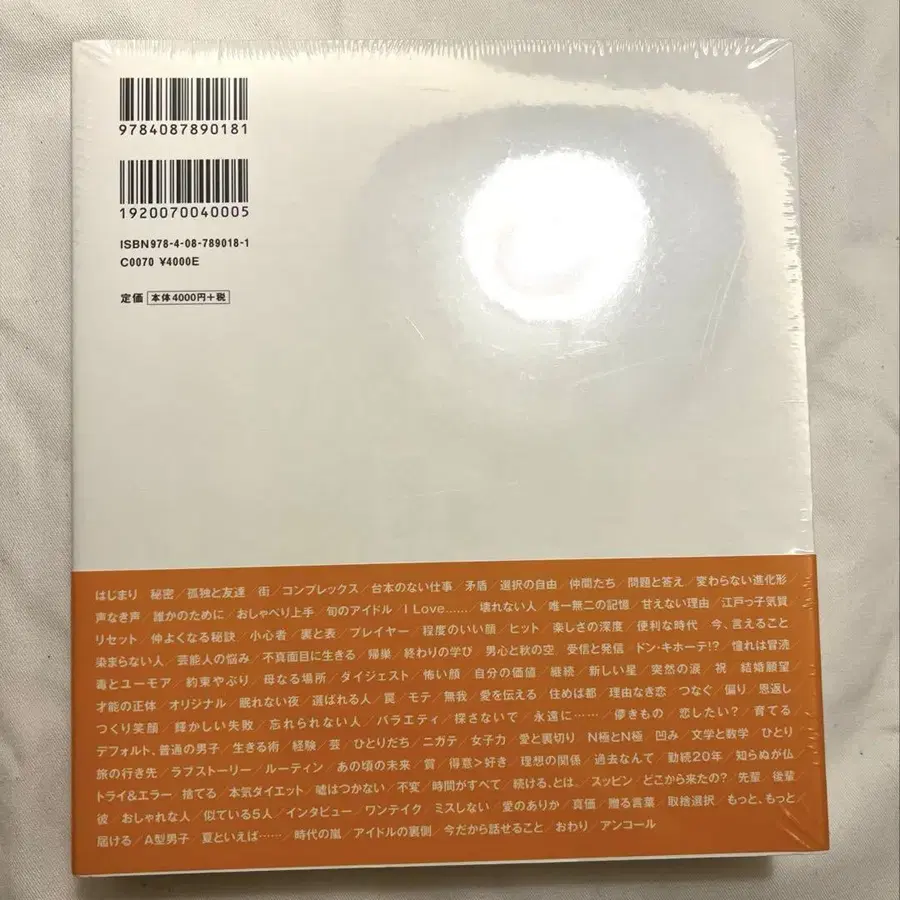 9784087890181
1920070040005
ISBN978-4-08-789018-1
C0070 ¥4000E
定価 本体4000円+税
はじまり/秘密/孤独と友達/街/コンプレックス/台本のない仕事/矛盾/選択の自由/仲間たち/問題と答え/変わらない進化形/
声なき声/誰かのために/おしゃべり上手/旬のアイドル/I Love……/壊れない人/唯一無二の記憶/甘えない理由/江戸っ子気質/
リセット/仲よくなる秘訣/小心者/裏と表/プレイヤー/程度のいい顔/ヒット/楽しさの深度/便利な時代/今、言えること/
染まらない人/芸能人の悩み/不真面目に生きる/帰巣/終わりの学び/男心と秋の空/受信と発信/ドン・キホーテ!?/憧れは冒涜/
毒とユーモア/約束やぶり/母なる場所/ダイジェスト/怖い顔/自分の価値/継続/新しい星/突然の涙/祝/結婚願望/
才能の正体/オリジナル/眠れない夜/選ばれる人/罠/モテ/無我/愛を伝える/住めば都/理由なき恋/つなぐ/偏り/恩返し/
つくり笑顔/輝かしい失敗/忘れられない人/バラエティ/探さないで/永遠に……/儚きもの/恋したい?/育てる/
デフォルト、普通の男子/生きる術/経験/芸/ひとりだち/ニガテ/女子力/愛と裏切り/N極とN極/凹み/文学と数学/ひとり/
旅の行き先/ラブストーリー/ルーティン/あの頃の未来/賞/得意>好き/理想の関係/過去なんて/勤続20年/知らぬが仏/
トライ&エラー/捨てる/本気ダイエット/嘘はつかない/不変/時間がすべて/続ける、とは。/スッピン/どこから来たの?/先輩/後輩/
彼/おしゃれな人/似ている5人/インタビュー/ワンテイク/ミスしない/愛のありか/真価/贈る言葉/取捨選択/もっと、もっと/
届ける/A型男子/夏といえば……/時代の嵐/アイドルの裏側/今だから話せること/おわり/アンコール